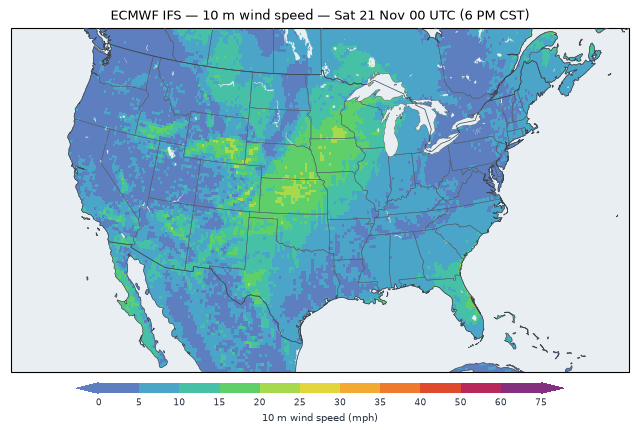 ECMWF IFS — 10 m wind speed — Sat 21 Nov 00 UTC (6 PM CST)
0 5 10 15 20 25 30 35 40 50 60 75
10 m wind speed (mph)